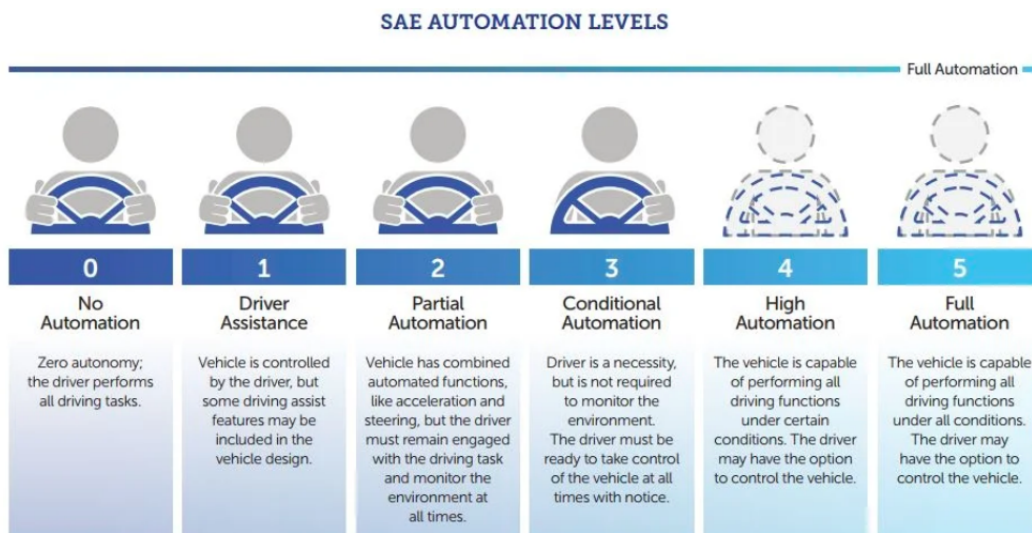 SAE AUTOMATION LEVELS
Full Automation
0
No
Automation
Zero autonomy;
the driver performs
all driving tasks.
1
Driver
Assistance
Vehicle is controlled
by the driver, but
some driving assist
features may be
included in the
vehicle design.
2
Partial
Automation
Vehicle has combined
automated functions,
like acceleration and
steering, but the driver
must remain engaged
with the driving task
and monitor the
environment at
all times.
3
Conditional
Automation
Driver is a necessity,
but is not required
to monitor the
environment.
The driver must be
ready to take control
of the vehicle at all
times with notice.
4
High
Automation
The vehicle is capable
of performing all
driving functions
under certain
conditions. The driver
may have the option
to control the vehicle.
5
Full
Automation
The vehicle is capable
of performing all
driving functions
under all conditions.
The driver may
have the option to
control the vehicle.